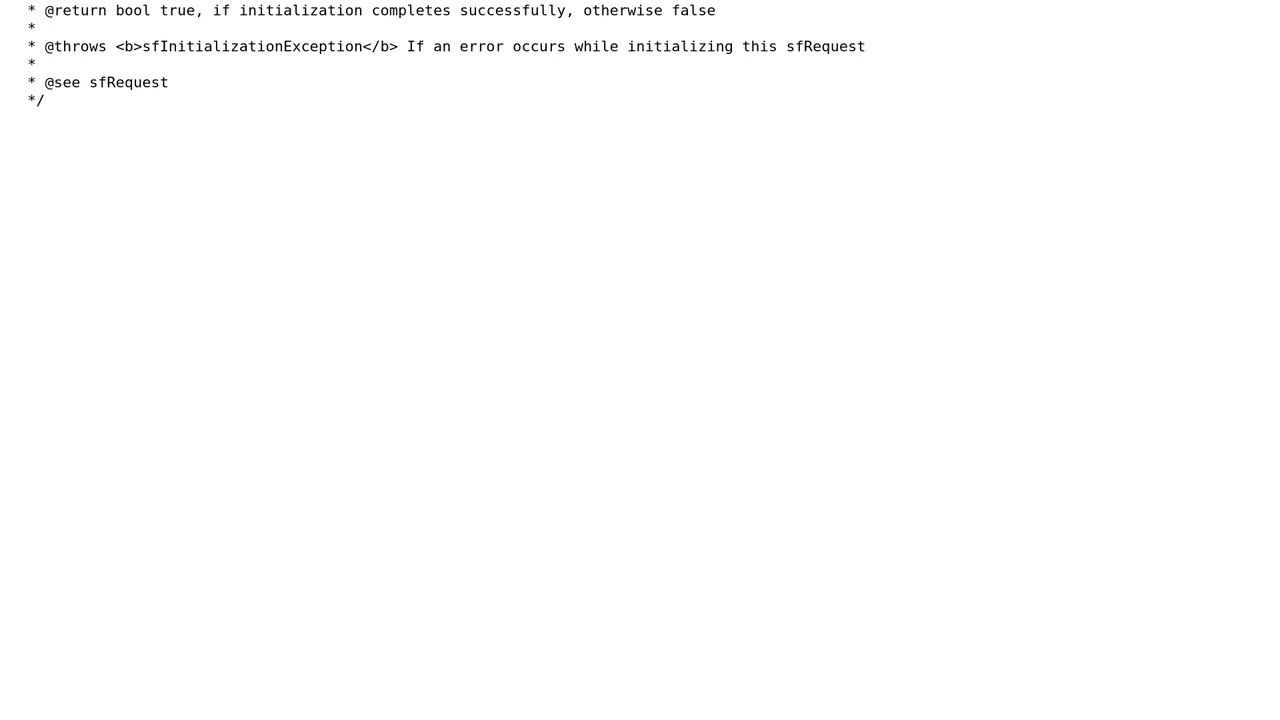 * @return bool true, if initialization completes successfully, otherwise false
*
* @throws <b>sfInitializationException</b> If an error occurs while initializing this sfRequest
*
* @see sfRequest
*/